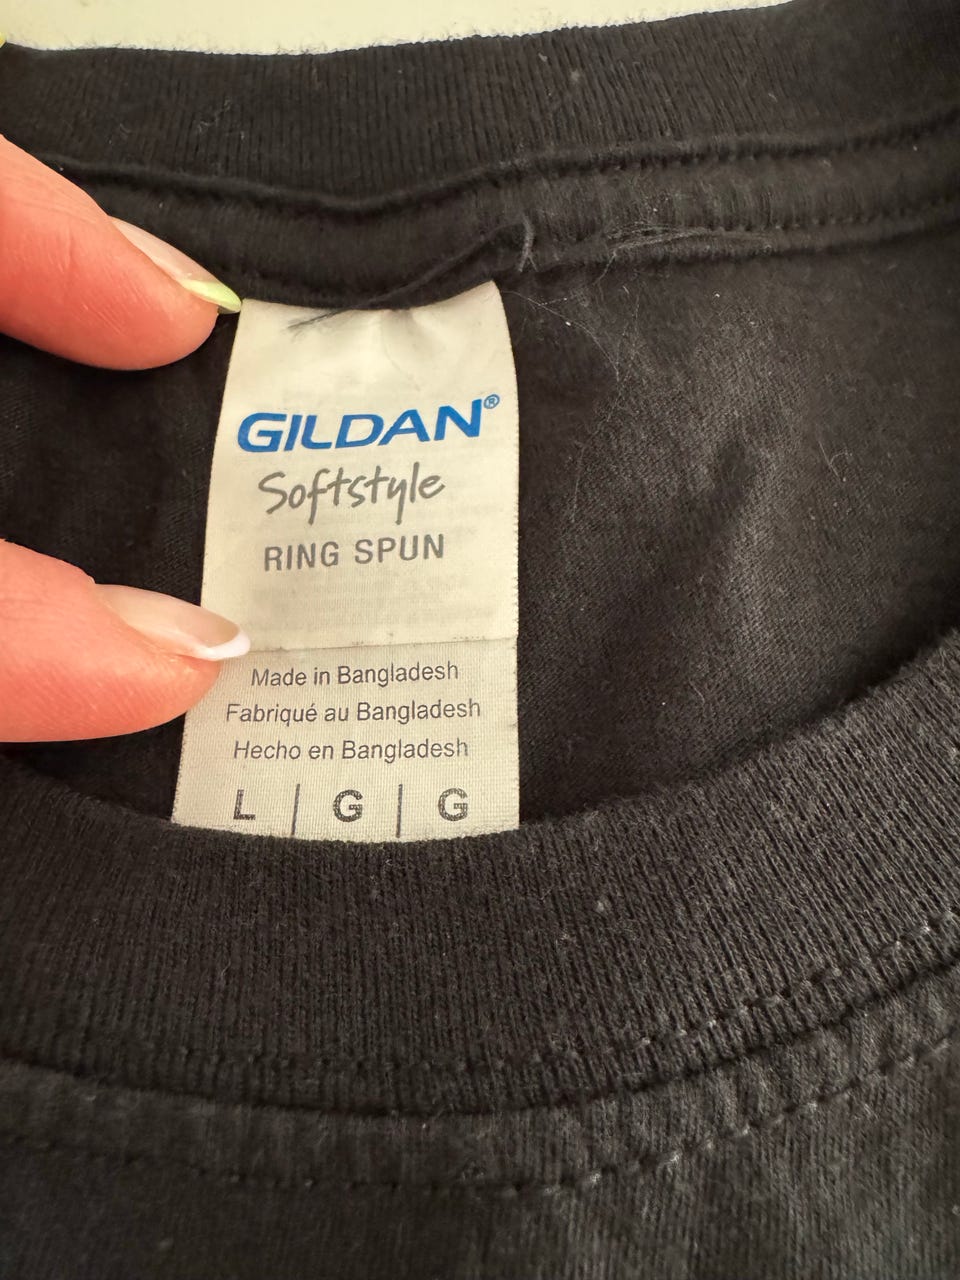 GILDAN®
Softstyle
RING SPUN
Made in Bangladesh
Fabriqué au Bangladesh
Hecho en Bangladesh
L | G | G